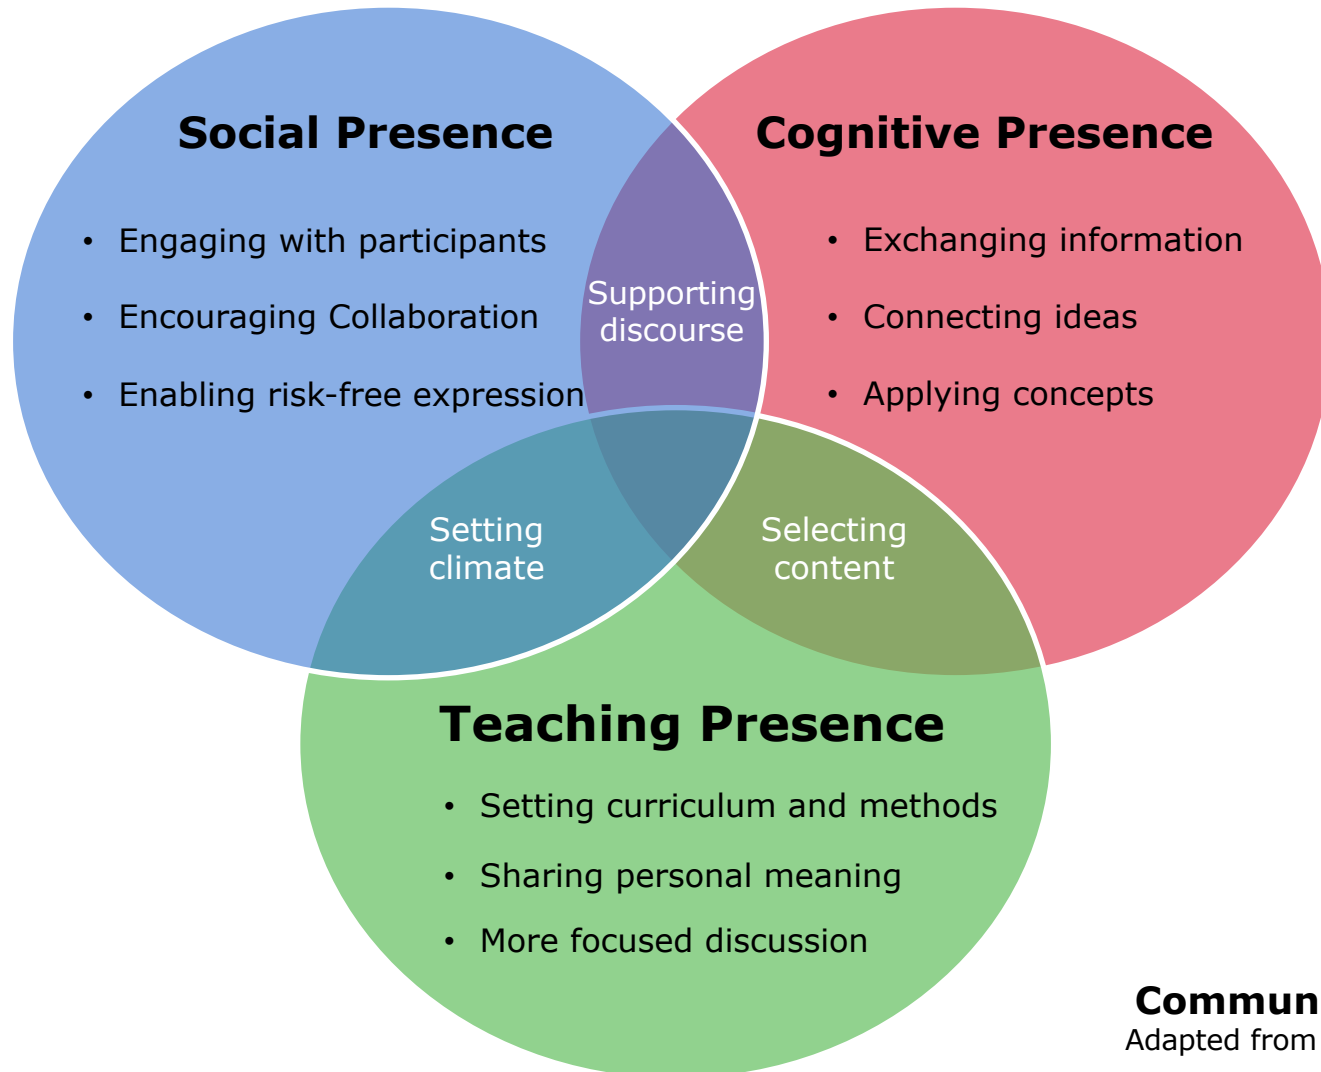 Social Presence
• Engaging with participants
• Encouraging Collaboration
• Enabling risk-free expression
Cognitive Presence
• Exchanging information
• Connecting ideas
• Applying concepts
Supporting
discourse
Setting
climate
Selecting
content
Teaching Presence
• Setting curriculum and methods
• Sharing personal meaning
• More focused discussion
Commun
Adapted from